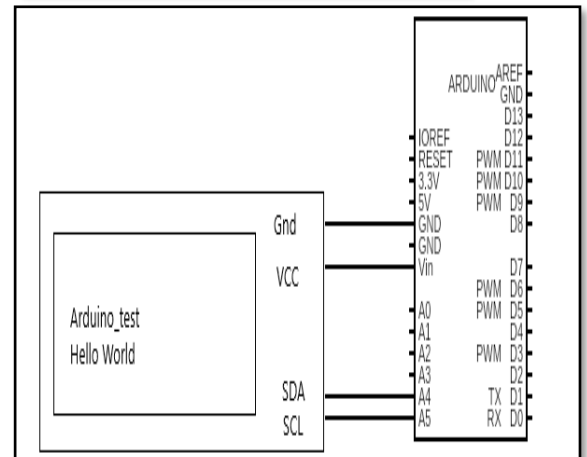 Gnd
VCC
Arduino_test
Hello World
SDA
SCL
ARDUINO
IOREF
RESET
3.3V
5V
GND
GND
Vin
A0
A1
A2
A3
A4
A5
AREF
GND
D13
D12
PWM D11
PWM D10
PWM D9
D8
D7
PWM D6
PWM D5
D4
PWM D3
D2
TX D1
RX D0